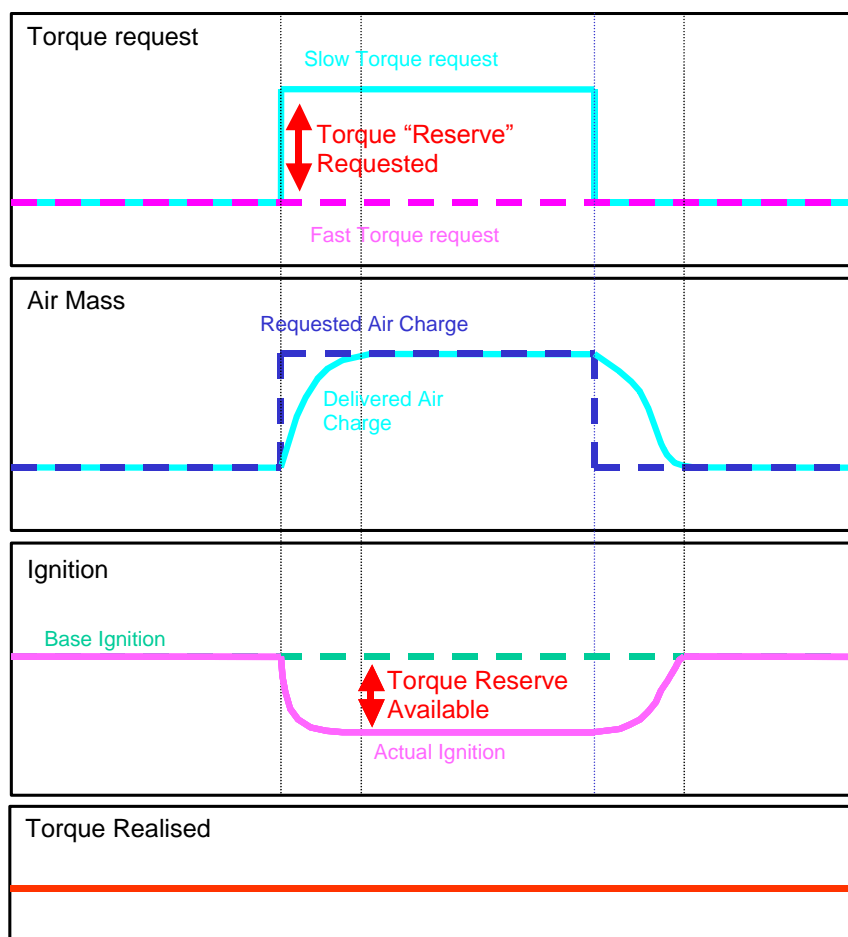 Torque request
Slow Torque request
Torque “Reserve”
Requested
Fast Torque request
Air Mass
Requested Air Charge
Delivered Air
Charge
Ignition
Base Ignition
Torque Reserve
Available
Actual Ignition
Torque Realised